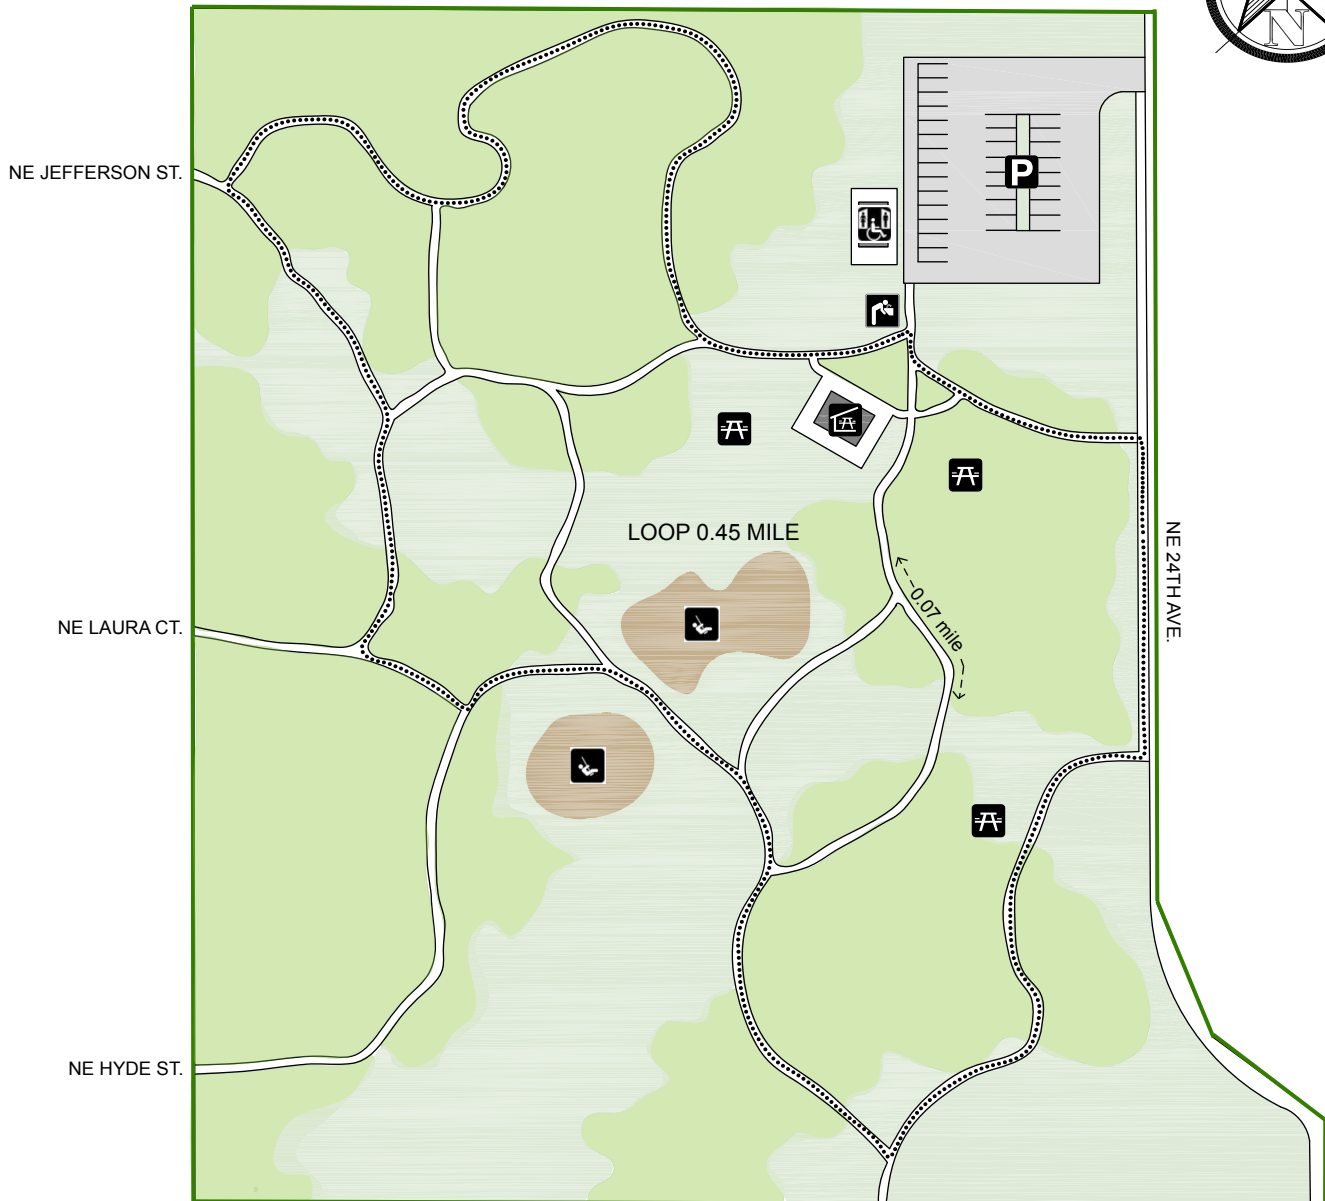 N
NE JEFFERSON ST.
P
LOOP 0.45 MILE
NE 24TH AVE.
0.07 mile
NE LAURA CT.
NE HYDE ST.